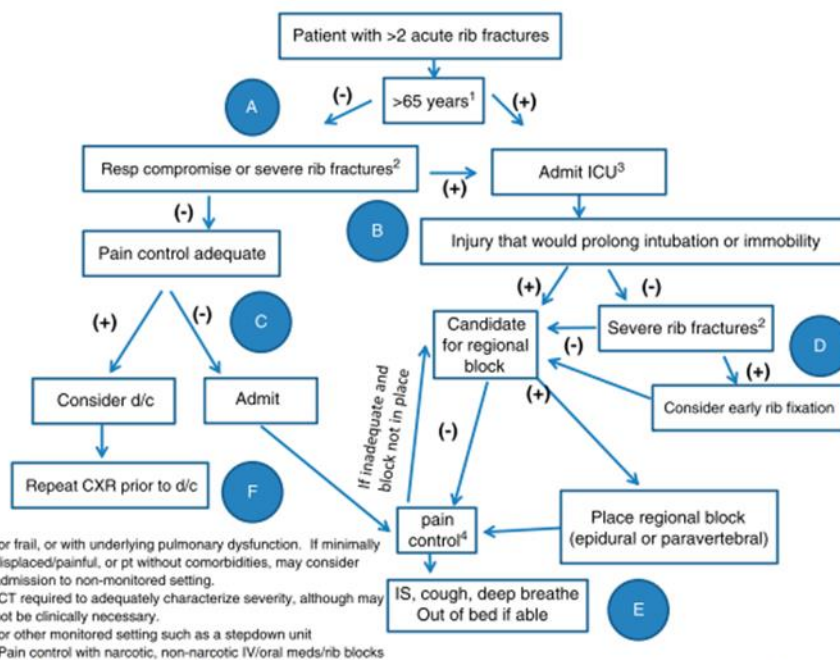 Patient with >2 acute rib fractures
A
(-)
>65 years¹
(+)
Resp compromise or severe rib fractures²
(+)
Admit ICU³
(-)
B
Injury that would prolong intubation or immobility
Pain control adequate
(+)
(-)
(+)
(-)
C
Candidate
for regional
block
(-)
Severe rib fractures²
D
(+)
Consider d/c
Admit
If inadequate and
block not in place
(-)
(+)
Consider early rib fixation
Repeat CXR prior to d/c
F
pain
control⁴
Place regional block
(epidural or paravertebral)
IS, cough, deep breathe
Out of bed if able
E
or frail, or with underlying pulmonary dysfunction. If minimally
isplaced/painful, or pt without comorbidities, may consider
dmission to non-monitored setting.
CT required to adequately characterize severity, although may
ot be clinically necessary.
or other monitored setting such as a stepdown unit
Pain control with narcotic, non-narcotic IV/oral meds/rib blocks